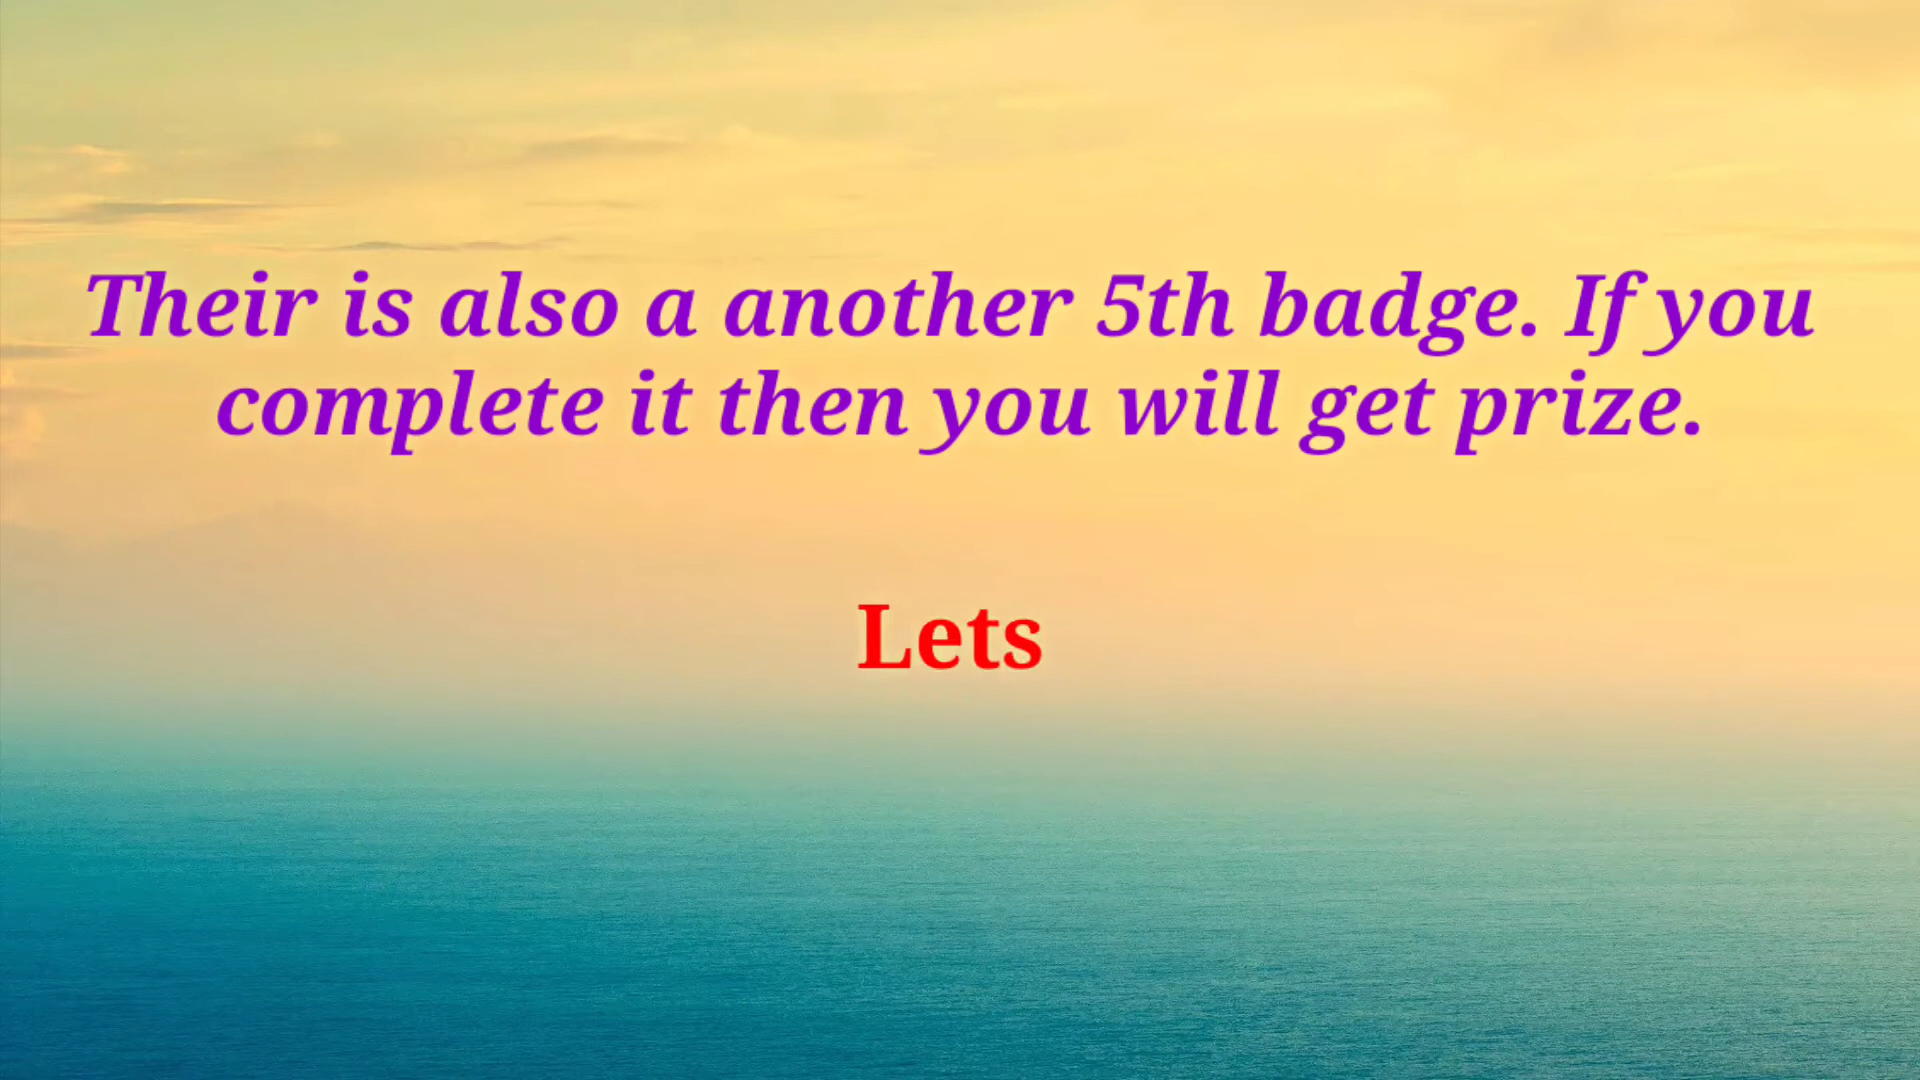 Their is also a another 5th badge. If you
complete it then you will get prize.
Lets